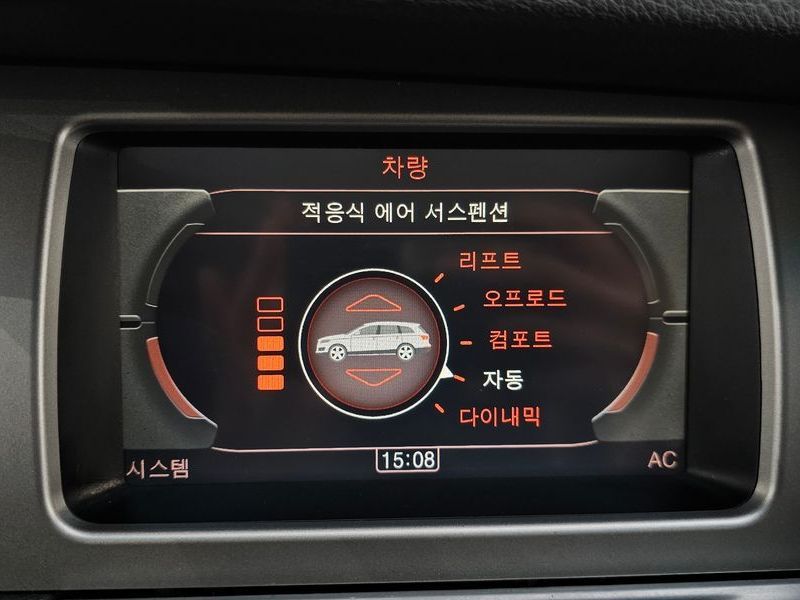 차량
적응식 에어 서스펜션
리프트
오프로드
컴포트
자동
다이내믹
시스템
15:08
AC